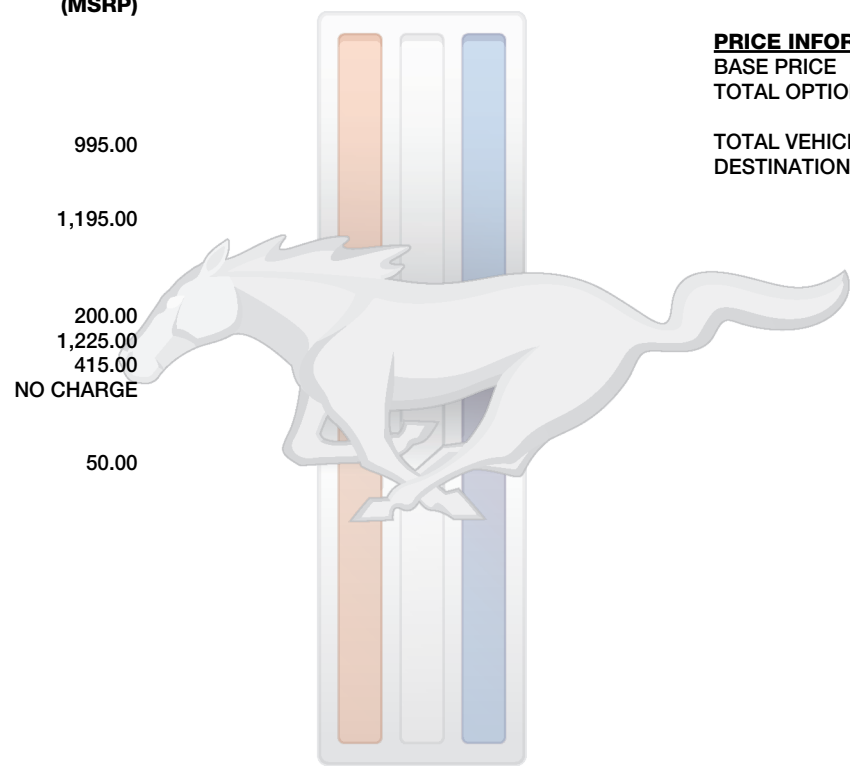 (MSRP)
995.00
1,195.00
200.00
1,225.00
415.00
NO CHARGE
50.00
PRICE INFOR
BASE PRICE
TOTAL OPTIO
TOTAL VEHICL
DESTINATION